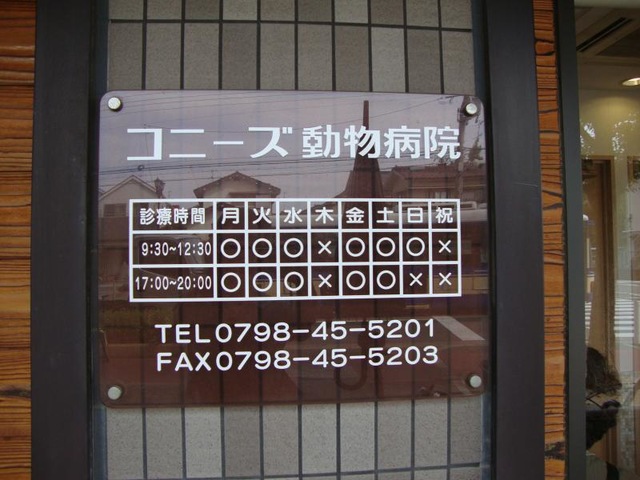 コニーズ動物病院
診療時間 月 火 水 木 金 土 日 祝
9:30~12:30 ○ ○ ○ × ○ ○ ○ ×
17:00~20:00 ○ ○ ○ × ○ ○ × ×
TEL0798-45-5201
FAX0798-45-5203